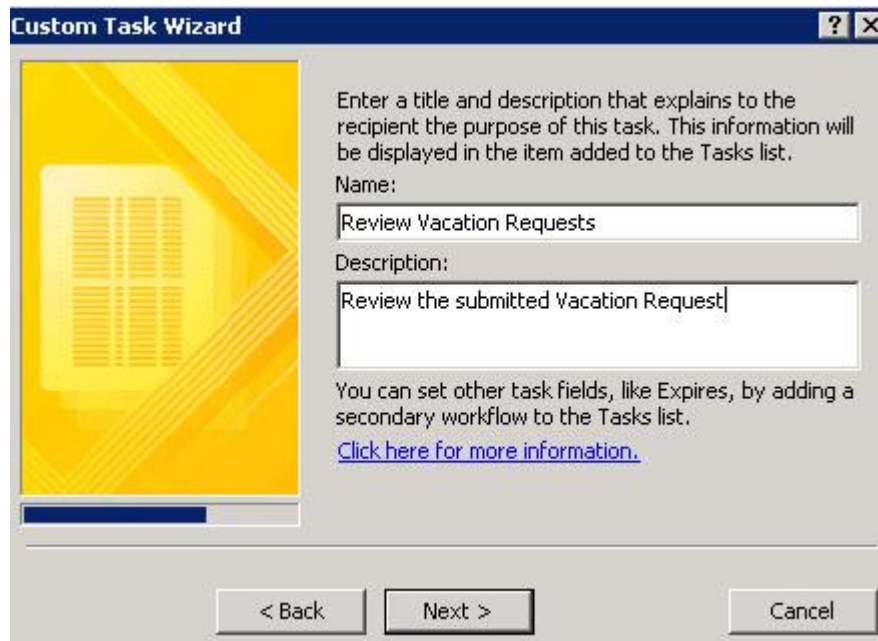 Custom Task Wizard
Enter a title and description that explains to the
recipient the purpose of this task. This information will
be displayed in the item added to the Tasks list.
Name:
Review Vacation Requests
Description:
Review the submitted Vacation Request
You can set other task fields, like Expires, by adding a
secondary workflow to the Tasks list.
Click here for more information.
< Back
Next >
Cancel